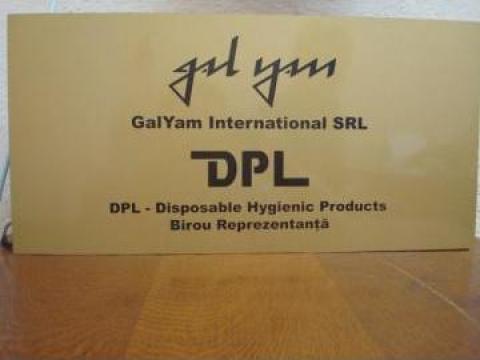 gal yam
GalYam International SRL
DPL
DPL - Disposable Hygienic Products
Birou Reprezentanță